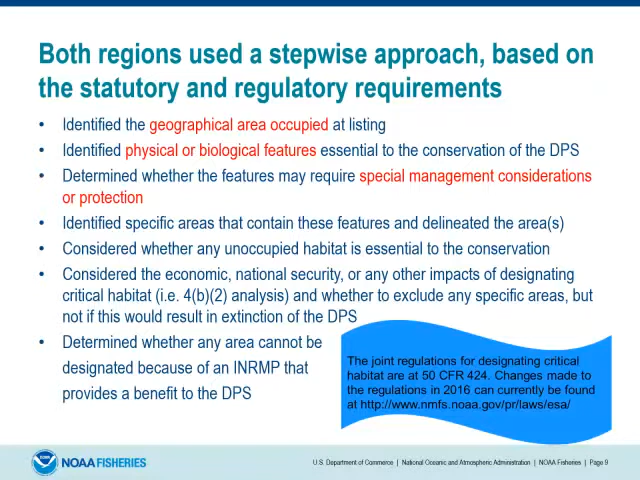 Both regions used a stepwise approach, based on
the statutory and regulatory requirements
• Identified the geographical area occupied at listing
• Identified physical or biological features essential to the conservation of the DPS
• Determined whether the features may require special management considerations
or protection
• Identified specific areas that contain these features and delineated the area(s)
• Considered whether any unoccupied habitat is essential to the conservation
• Considered the economic, national security, or any other impacts of designating
critical habitat (i.e. 4(b)(2) analysis) and whether to exclude any specific areas, but
not if this would result in extinction of the DPS
• Determined whether any area cannot be
designated because of an INRMP that
provides a benefit to the DPS
The joint regulations for designating critical
habitat are at 50 CFR 424. Changes made to
the regulations in 2016 can currently be found
at http://www.nmfs.noaa.gov/pr/laws/esa/
NOAA FISHERIES
U.S. Department of Commerce | National Oceanic and Atmospheric Administration | NOAA Fisheries | Page 9